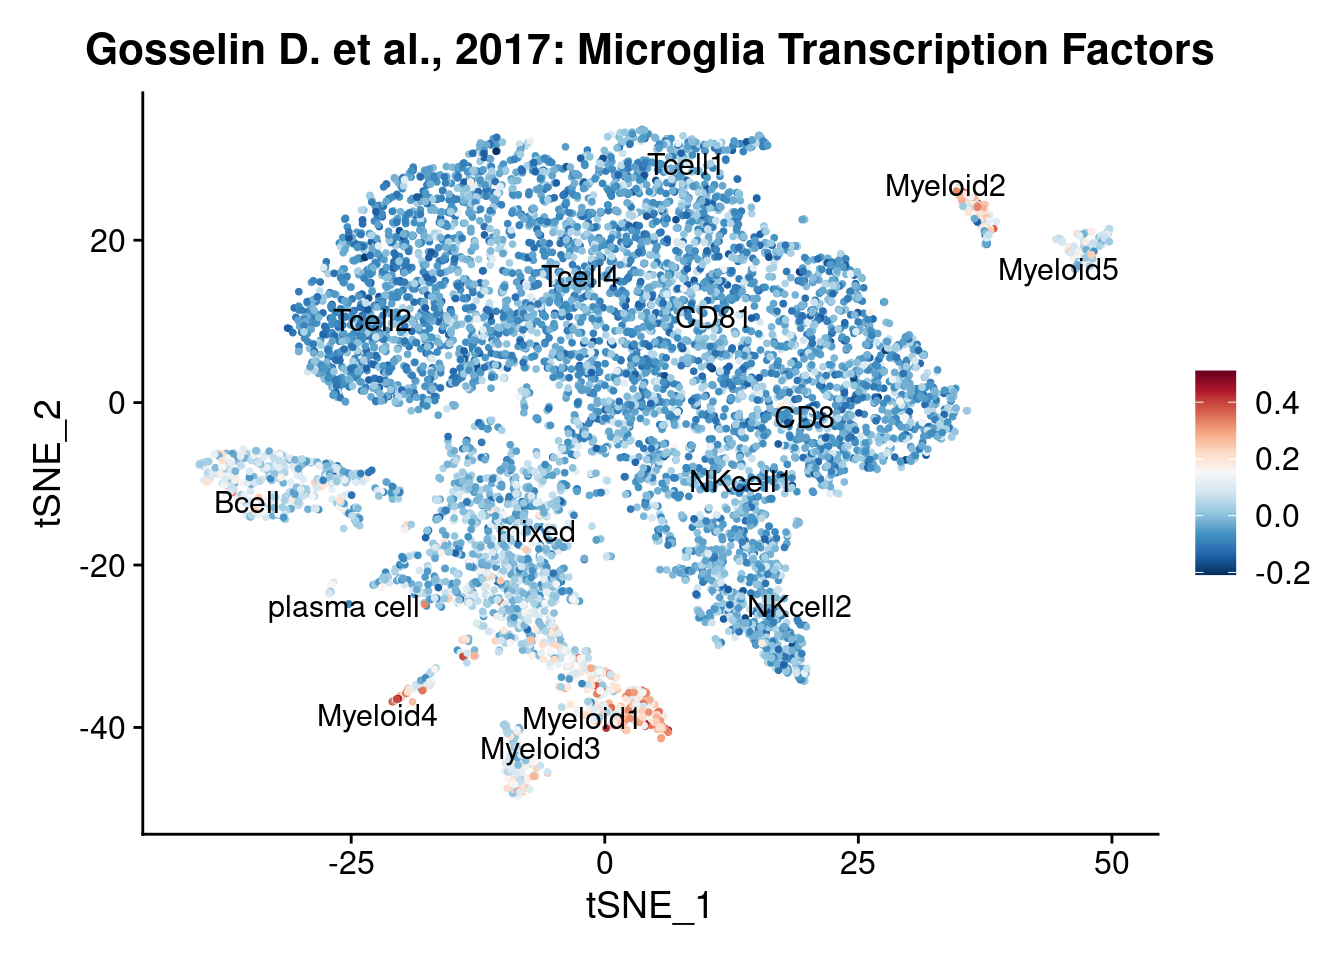 Gosselin D. et al., 2017: Microglia Transcription Factors
Tcell1
Myeloid2
20
Myeloid5
Tcell4
Tcell2
CD81
0
CD8
0.4
0.2
0.0
-0.2
tSNE_2
NKcell1
Bcell
mixed
-20
plasma cell
NKcell2
Myeloid4
Myeloid1
-40
Myeloid3
-25
0
25
50
tSNE_1